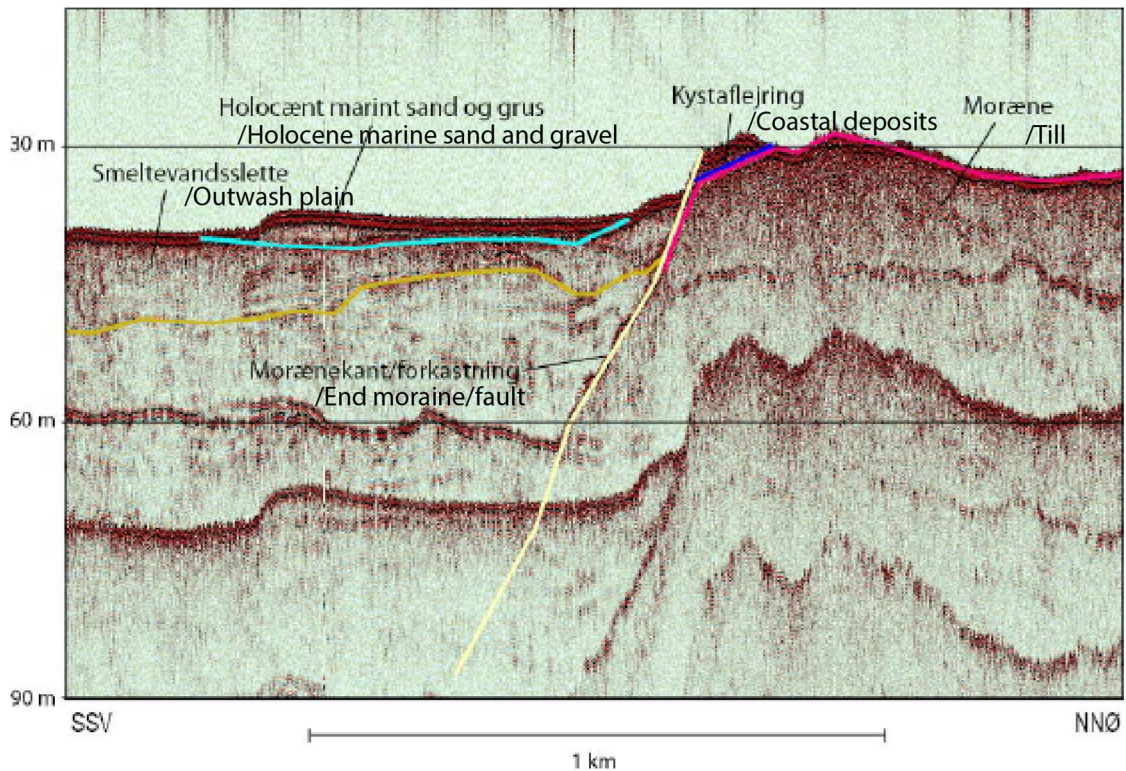 Holocænt marint sand og grus
/Holocene marine sand and gravel
Kystaflejring
/Coastal deposits
Moræne
/Till
30 m
Smeltevandsslette
/Outwash plain
Morænekant/forkastning
/End moraine/fault
60 m
90 m
SSV
NNØ
1 km